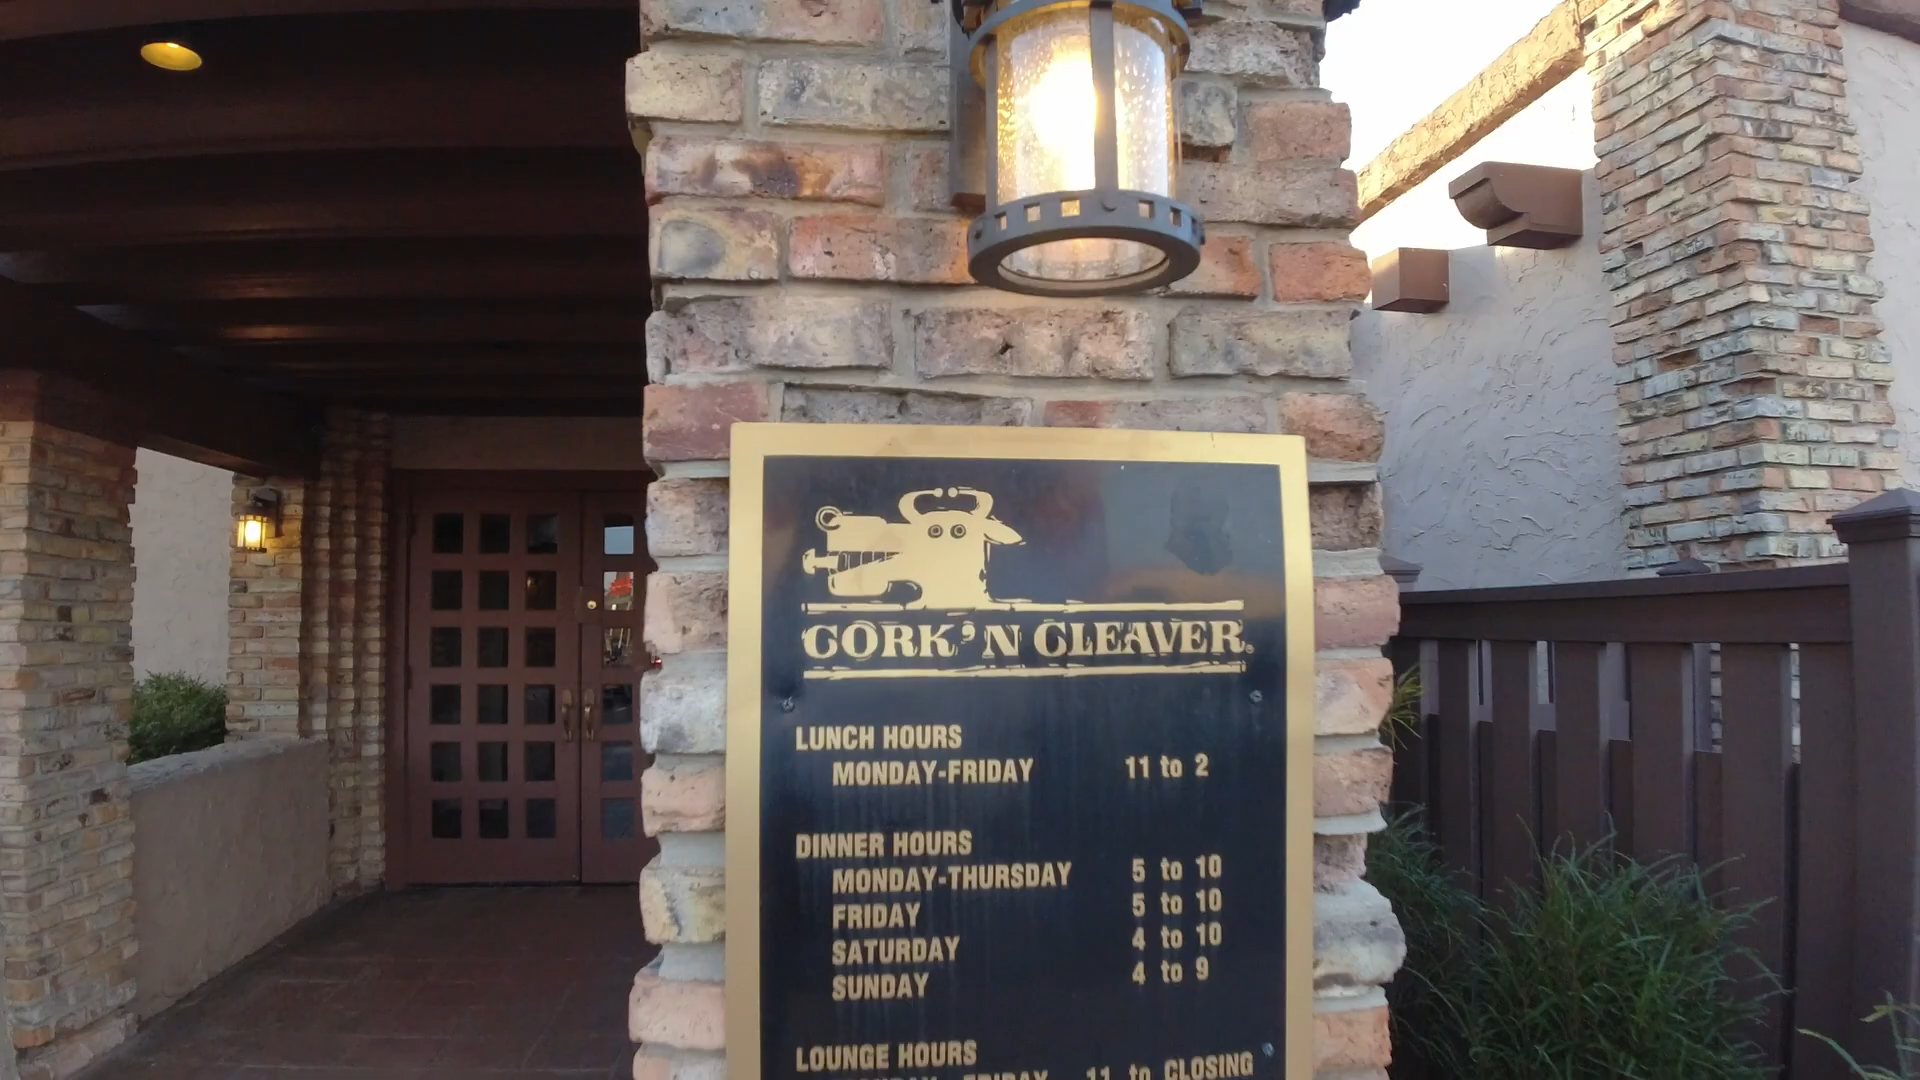 CORK 'N CLEAVER®
LUNCH HOURS
MONDAY-FRIDAY 11 to 2
DINNER HOURS
MONDAY-THURSDAY 5 to 10
FRIDAY 5 to 10
SATURDAY 4 to 10
SUNDAY 4 to 9
LOUNGE HOURS
FRIDAY 11 to CLOSING